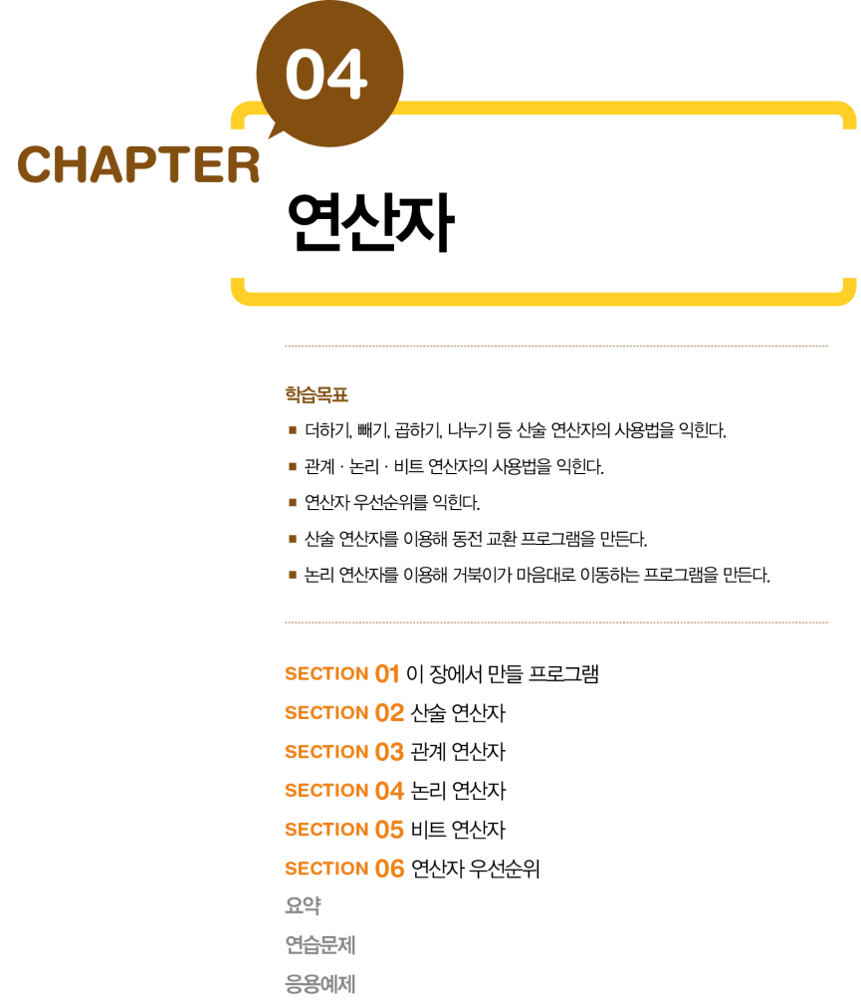 04
CHAPTER
연산자
학습목표
■ 더하기, 빼기, 곱하기, 나누기 등 산술 연산자의 사용법을 익힌다.
■ 관계 · 논리 · 비트 연산자의 사용법을 익힌다.
■ 연산자 우선순위를 익힌다.
■ 산술 연산자를 이용해 동전 교환 프로그램을 만든다.
■ 논리 연산자를 이용해 거북이가 마음대로 이동하는 프로그램을 만든다.
SECTION 01 이 장에서 만들 프로그램
SECTION 02 산술 연산자
SECTION 03 관계 연산자
SECTION 04 논리 연산자
SECTION 05 비트 연산자
SECTION 06 연산자 우선순위
요약
연습문제
응용예제